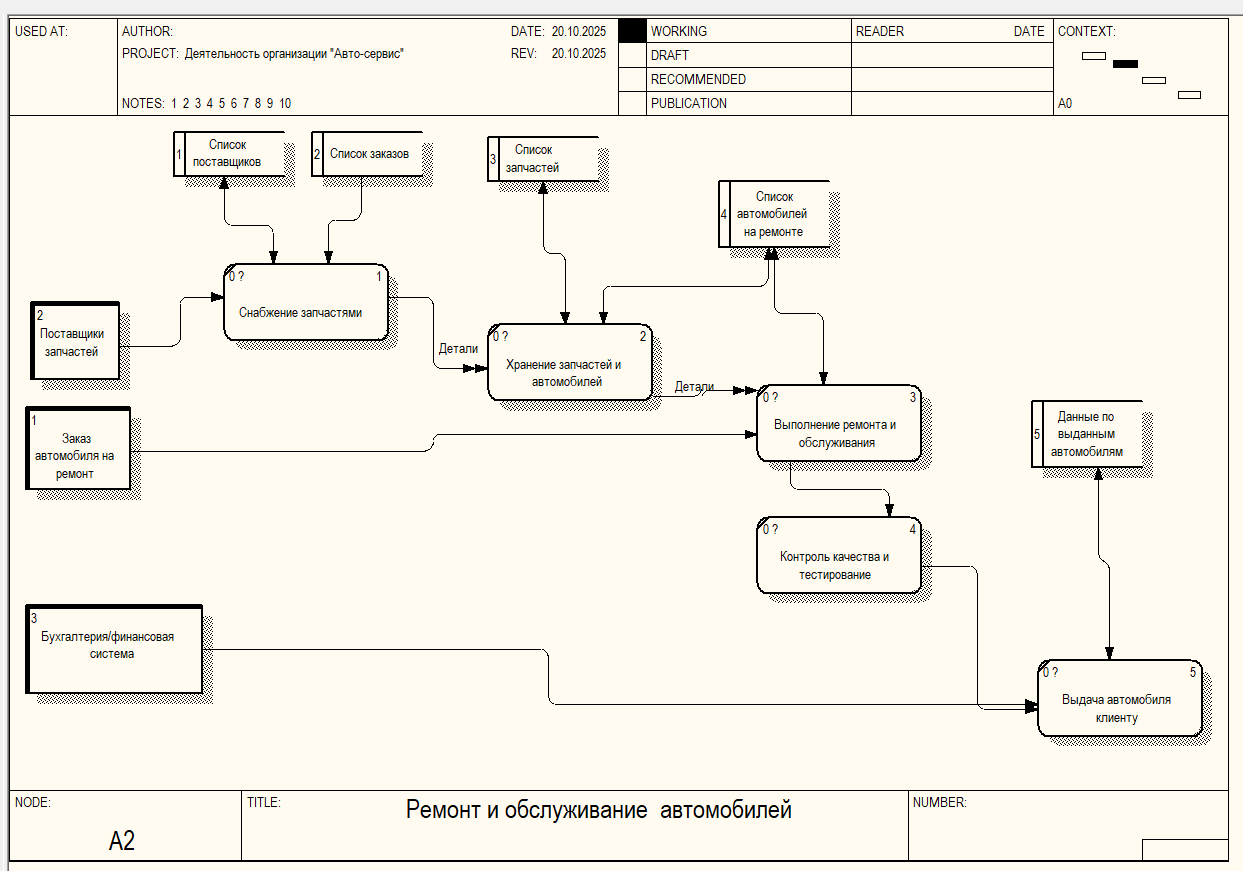 USED AT:
AUTHOR:
DATE: 20.10.2025
PROJECT: Деятельность организации "Авто-сервис"
REV: 20.10.2025
NOTES: 1 2 3 4 5 6 7 8 9 10
WORKING
DRAFT
RECOMMENDED
PUBLICATION
READER
DATE
CONTEXT:
A0
1
Список
поставщиков
2
Список заказов
3
Список
запчастей
4
Список
автомобилей
на ремонте
0 ?
1
Снабжение запчастями
2
Поставщики
запчастей
Детали
0 ?
2
Хранение запчастей и
автомобилей
Детали
0 ?
3
Выполнение ремонта и
обслуживания
1
Заказ
автомобиля на
ремонт
5
Данные по
выданным
автомобилям
0 ?
4
Контроль качества и
тестирование
3
Бухгалтерия/финансовая
система
0 ?
5
Выдача автомобиля
клиенту
NODE:
A2
TITLE:
Ремонт и обслуживание автомобилей
NUMBER: